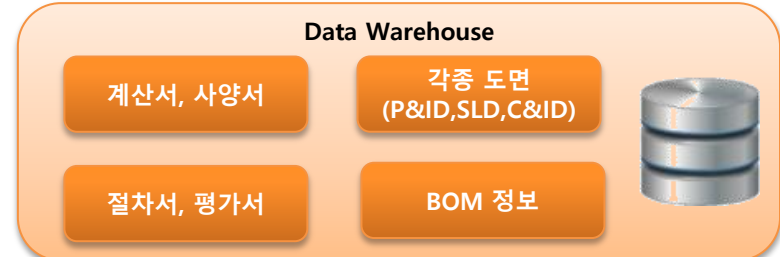 Data Warehouse
계산서, 사양서
각종 도면
(P&ID,SLD,C&ID)
절차서, 평가서
BOM 정보